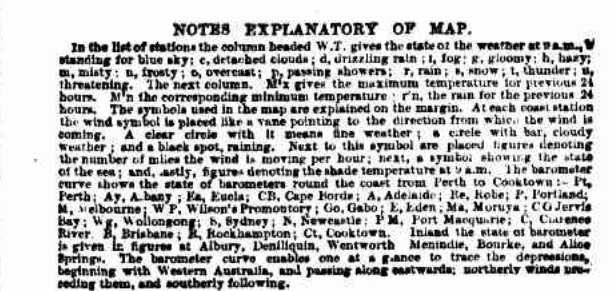 NOTES EXPLANATORY OF MAP.
In the list of stations the column headed W.T. gives the state of the weather at 9 a.m.,
standing for blue sky; c, detached clouds; d, drizzling rain; f, fog; g, gloomy; h, hazy;
m, misty; n, frosty; o, overcast; p, passing showers; r, rain; s, snow; t, thunder; u,
threatening. The next column. M'x gives the maximum temperature for previous 24
hours. M'n the corresponding minimum temperature; r'n, the rain for the previous 24
hours. The symbols used in the map are explained on the margin. At each coast station
the wind symbol is placed like a vane pointing to the direction from which the wind is
coming. A clear circle with it means fine weather; a circle with bar, cloudy
weather; and a black spot, raining. Next to this symbol are placed figures denoting
the number of miles the wind is moving per hour; next, a symbol showing the state
of the sea; and, lastly, figures denoting the shade temperature at 9 a.m. The barometer
curve shows the state of barometers round the coast from Perth to Cooktown:- Pt,
Perth; Ay, Albany; Ea, Eucla; CB, Cape Borda; A, Adelaide; Re, Robe; P, Portland;
M, Melbourne; W P, Wilson's Promontory; Go, Gabo; E, Eden; Ma, Moruya; C G Jervis
Bay; Wg, Wollongong; S, Sydney; N, Newcastle; P M, Port Macquarie; C, Clarence
River. B, Brisbane; R, Rockhampton; Ct, Cooktown. Inland the state of barometer
is given in figures at Albury, Deniliquin, Wentworth Menindie, Bourke, and Alice
Springs. The barometer curve enables one at a glance to trace the depressions,
beginning with Western Australia, and passing along eastwards; northerly winds pre-
ceding them, and southerly following.